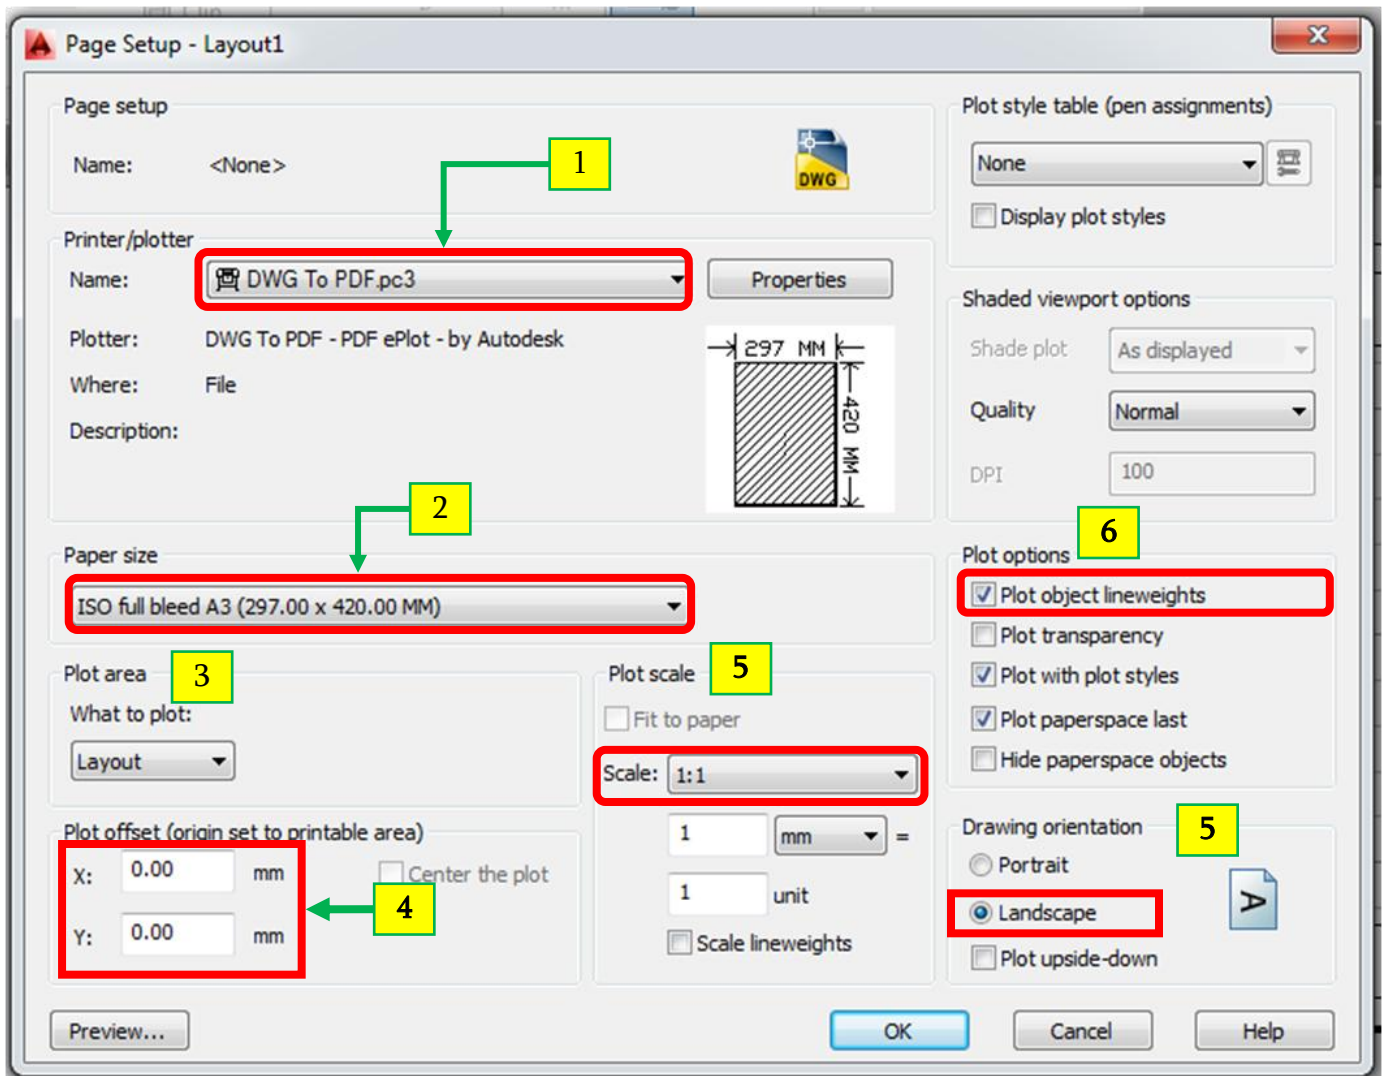 Page Setup - Layout1
Page setup
Name: <None>
DWG
1
Printer/plotter
Name: DWG To PDF.pc3
Properties
Plotter: DWG To PDF - PDF ePlot - by Autodesk
Where: File
Description:
297 MM
420 MM
2
Paper size
ISO full bleed A3 (297.00 x 420.00 MM)
Plot area
3
What to plot:
Layout
Plot offset (origin set to printable area)
X: 0.00 mm
Center the plot
Y: 0.00 mm
4
Plot scale
5
Fit to paper
Scale: 1:1
1 mm =
1 unit
Scale lineweights
Plot style table (pen assignments)
None
Display plot styles
Shaded viewport options
Shade plot As displayed
Quality Normal
DPI 100
6
Plot options
Plot object lineweights
Plot transparency
Plot with plot styles
Plot paperspace last
Hide paperspace objects
Drawing orientation
5
Portrait
Landscape
A
Plot upside-down
Preview...
OK
Cancel
Help